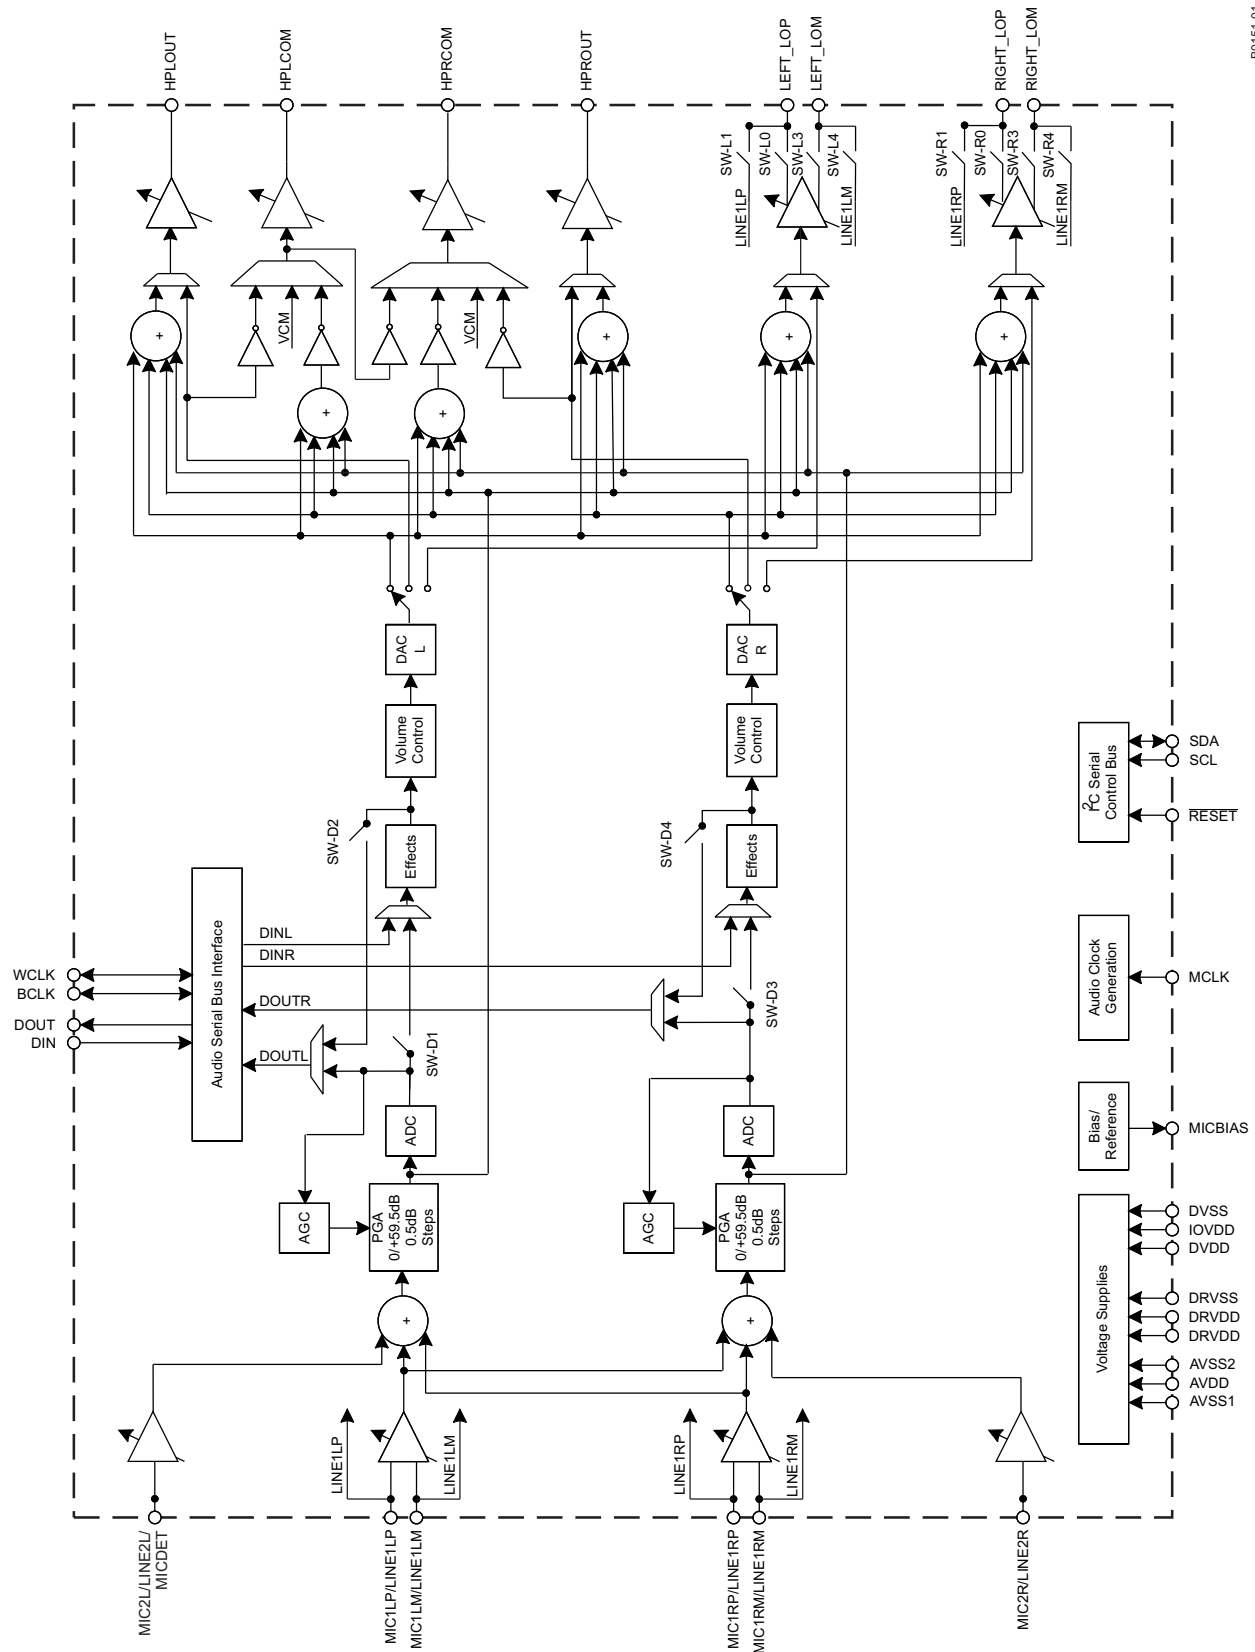 B0151-01
HPLOUT
HPLCOM
HPRCOM
HPROUT
LEFT_LOP
LEFT_LOM
RIGHT_LOP
RIGHT_LOM
SW-L1
SW-L0
SW-L3
SW-L4
LINE1LP
LINE1LM
SW-R1
SW-R0
SW-R3
SW-R4
LINE1RP
LINE1RM
VCM
VCM
+
+
+
+
+
+
+
+
DAC
L
DAC
R
Volume
Control
Volume
Control
SW-D2
SW-D4
Effects
Effects
Audio Serial Bus Interface
DINL
DINR
DOUTR
DOUTL
WCLK
BCLK
DOUT
DIN
SW-D1
SW-D3
ADC
ADC
AGC
AGC
PGA
0/+59.5dB
0.5dB
Steps
PGA
0/+59.5dB
0.5dB
Steps
+
+
I2C Serial
Control Bus
SDA
SCL
RESET
Audio Clock
Generation
MCLK
Bias/
Reference
MICBIAS
Voltage Supplies
DVSS
IOVDD
DVDD
DRVSS
DRVDD
DRVDD
AVSS2
AVDD
AVSS1
LINE1LP
LINE1LM
LINE1RP
LINE1RM
MIC2L/LINE2L/
MICDET
MIC1LP/LINE1LP
MIC1LM/LINE1LM
MIC1RP/LINE1RP
MIC1RM/LINE1RM
MIC2R/LINE2R